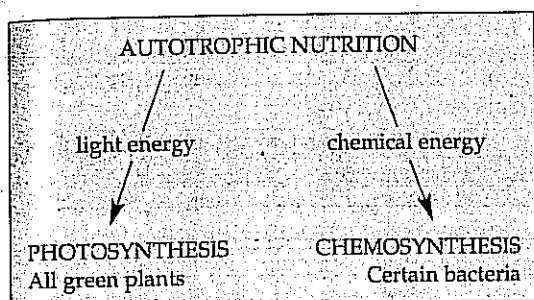 AUTOTROPHIC NUTRITION
light energy
chemical energy
PHOTOSYNTHESIS
All green plants
CHEMOSYNTHESIS
Certain bacteria